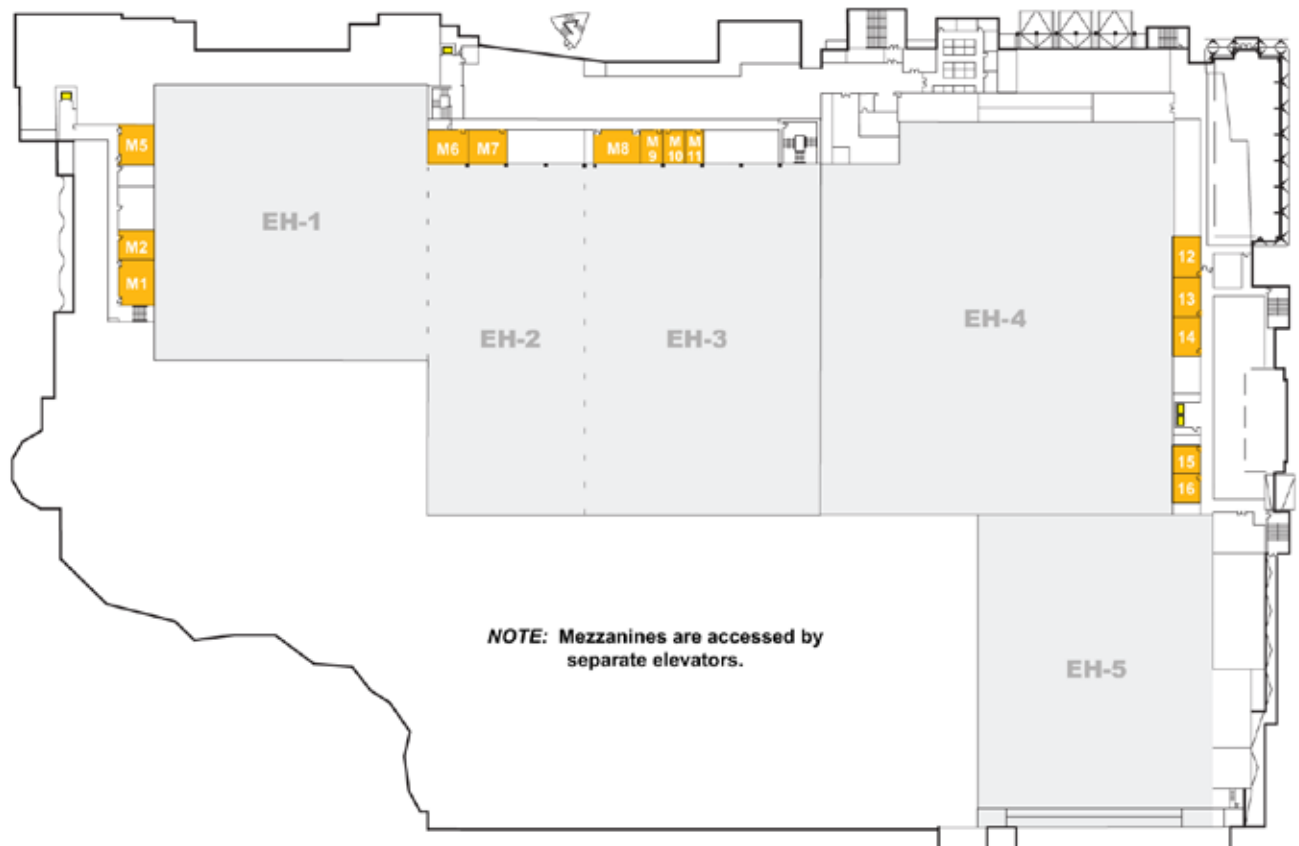 M5
M6
M7
M8
M
9
M
10
M
11
EH-1
M2
M1
12
13
14
EH-2
EH-3
EH-4
15
16
NOTE: Mezzanines are accessed by
separate elevators.
EH-5